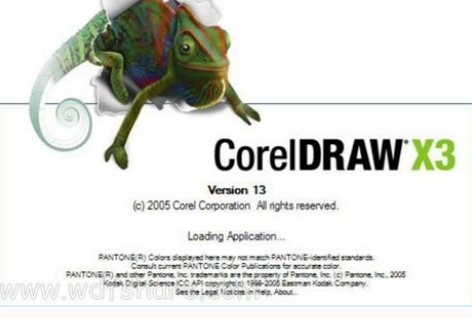 CorelDRAW® X3
Version 13
(c) 2005 Corel Corporation All rights reserved.
Loading Application...
PANTONE(R) Colors displayed here may not match PANTONE-identified standards.
Consult current PANTONE Color Publications for accurate color.
PANTONE(R) and other Pantone, Inc. trademarks are the property of Pantone, Inc. (c) Pantone, Inc., 2005
Kodak Digital Science ICC API copyright(c) 1998-2005 Eastman Kodak Company.
See the Legal Notices in Help, About...